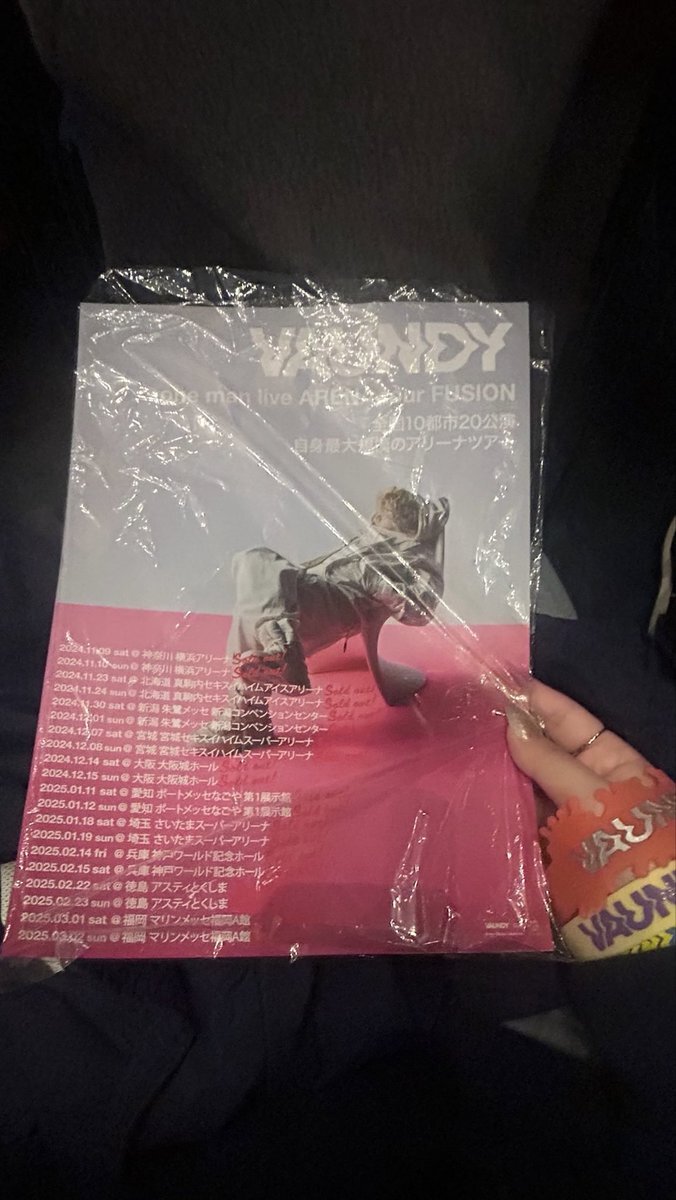 VAUNDY
one man live ARENA tour FUSION
全国10都市20公演
自身最大規模のアリーナツアー
2024.11.09 sat @ 神奈川 横浜アリーナ
2024.11.10 sun @ 神奈川 横浜アリーナ
2024.11.23 sat @ 北海道 真駒内セキスイハイムアイスアリーナ Sold out!
2024.11.24 sun @ 北海道 真駒内セキスイハイムアイスアリーナ Sold out!
2024.11.30 sat @ 新潟 朱鷺メッセ 新潟コンベンションセンター Sold out!
2024.12.01 sun @ 新潟 朱鷺メッセ 新潟コンベンションセンター
2024.12.07 sat @ 宮城 宮城セキスイハイムスーパーアリーナ
2024.12.08 sun @ 宮城 宮城セキスイハイムスーパーアリーナ
2024.12.14 sat @ 大阪 大阪城ホール Sold out!
2024.12.15 sun @ 大阪 大阪城ホール Sold out!
2025.01.11 sat @ 愛知 ポートメッセなごや 第1展示館
2025.01.12 sun @ 愛知 ポートメッセなごや 第1展示館
2025.01.18 sat @ 埼玉 さいたまスーパーアリーナ
2025.01.19 sun @ 埼玉 さいたまスーパーアリーナ
2025.02.14 fri @ 兵庫 神戸ワールド記念ホール
2025.02.15 sat @ 兵庫 神戸ワールド記念ホール
2025.02.22 sat @ 徳島 アスティとくしま
2025.02.23 sun @ 徳島 アスティとくしま
2025.03.01 sat @ 福岡 マリンメッセ福岡A館
2025.03.02 sun @ 福岡 マリンメッセ福岡A館
VAUNDY
VAUNDY
VAUN